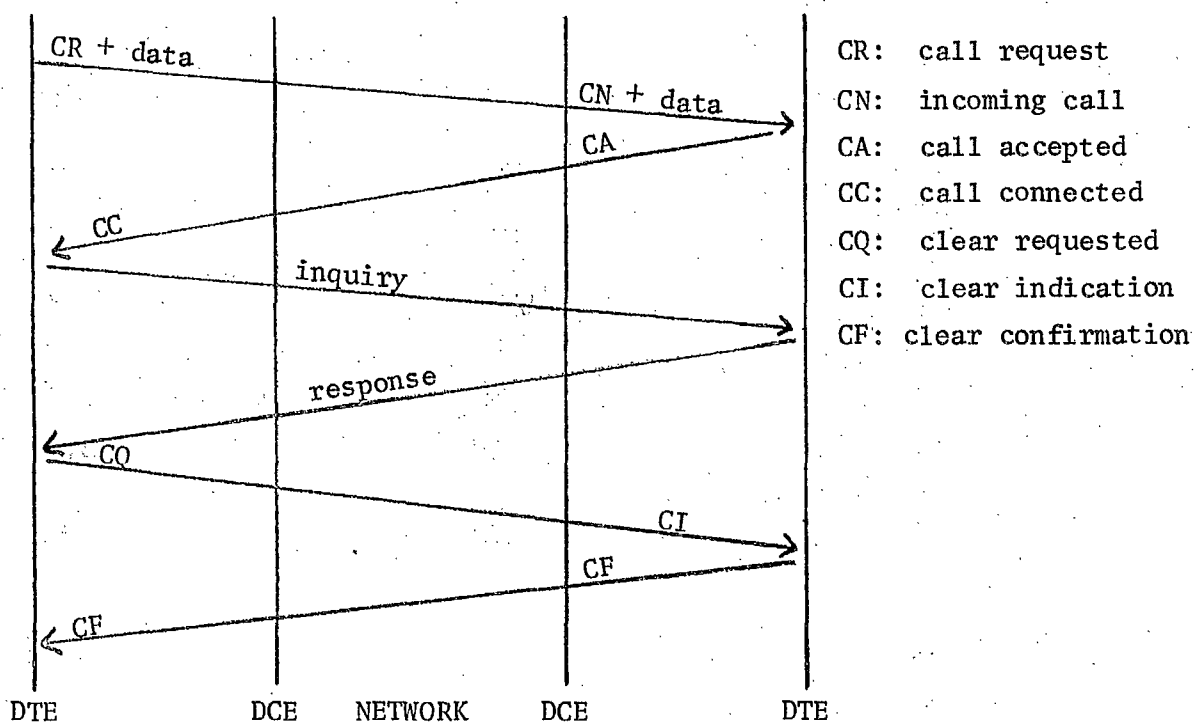 CR + data
CN + data
CA
CC
inquiry
response
CQ
CI
CF
CF
CR: call request
CN: incoming call
CA: call accepted
CC: call connected
CQ: clear requested
CI: clear indication
CF: clear confirmation
DTE DCE NETWORK DCE DTE